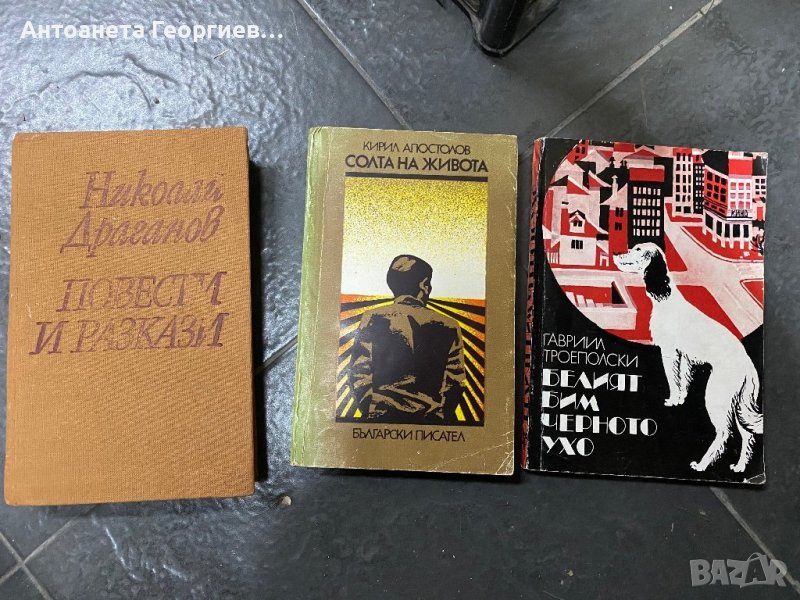 Антоанета Георгиев...
Николай
Драганов
ПОВЕСТИ
И РАЗКАЗИ
КИРИЛ АПОСТОЛОВ
СОЛТА НА ЖИВОТА
БЪЛГАРСКИ ПИСАТЕЛ
ГАВРИИЛ
ТРОЕПОЛСКИ
БЕЛИЯТ
БИМ
ЧЕРНОТО
УХО
BAZAR